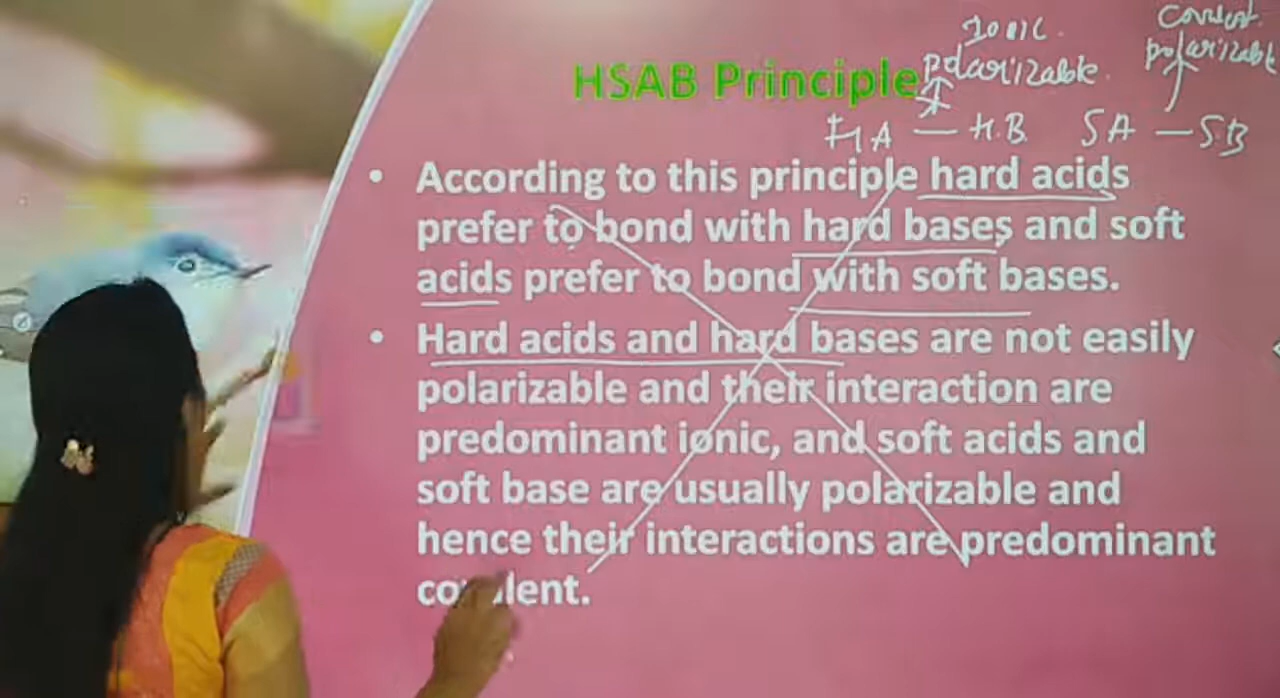 Ionic. Covlent.
polarizable. polarizable
HSAB Principle
HA — H.B SA — SB
• According to this principle hard acids
prefer to bond with hard bases and soft
acids prefer to bond with soft bases.
• Hard acids and hard bases are not easily
polarizable and their interaction are
predominant ionic, and soft acids and
soft base are usually polarizable and
hence their interactions are predominant